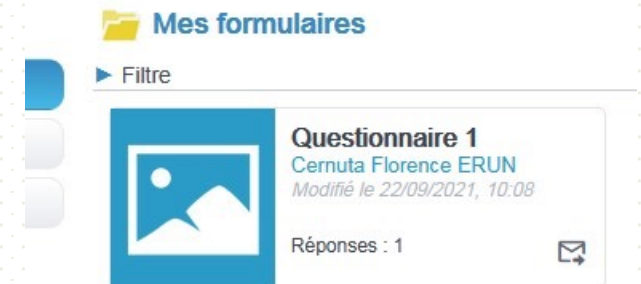 Mes formulaires
Filtre
Questionnaire 1
Cernuta Florence ERUN
Modifié le 22/09/2021, 10:08
Réponses : 1